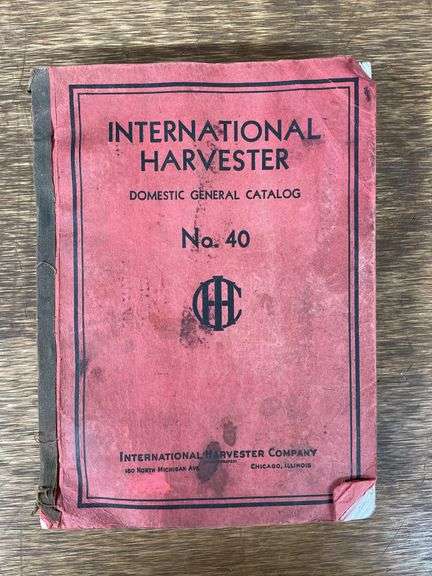 INTERNATIONAL
HARVESTER
DOMESTIC GENERAL CATALOG
No. 40
IHC
INTERNATIONAL HARVESTER COMPANY
180 NORTH MICHIGAN AVE. CHICAGO, ILLINOIS